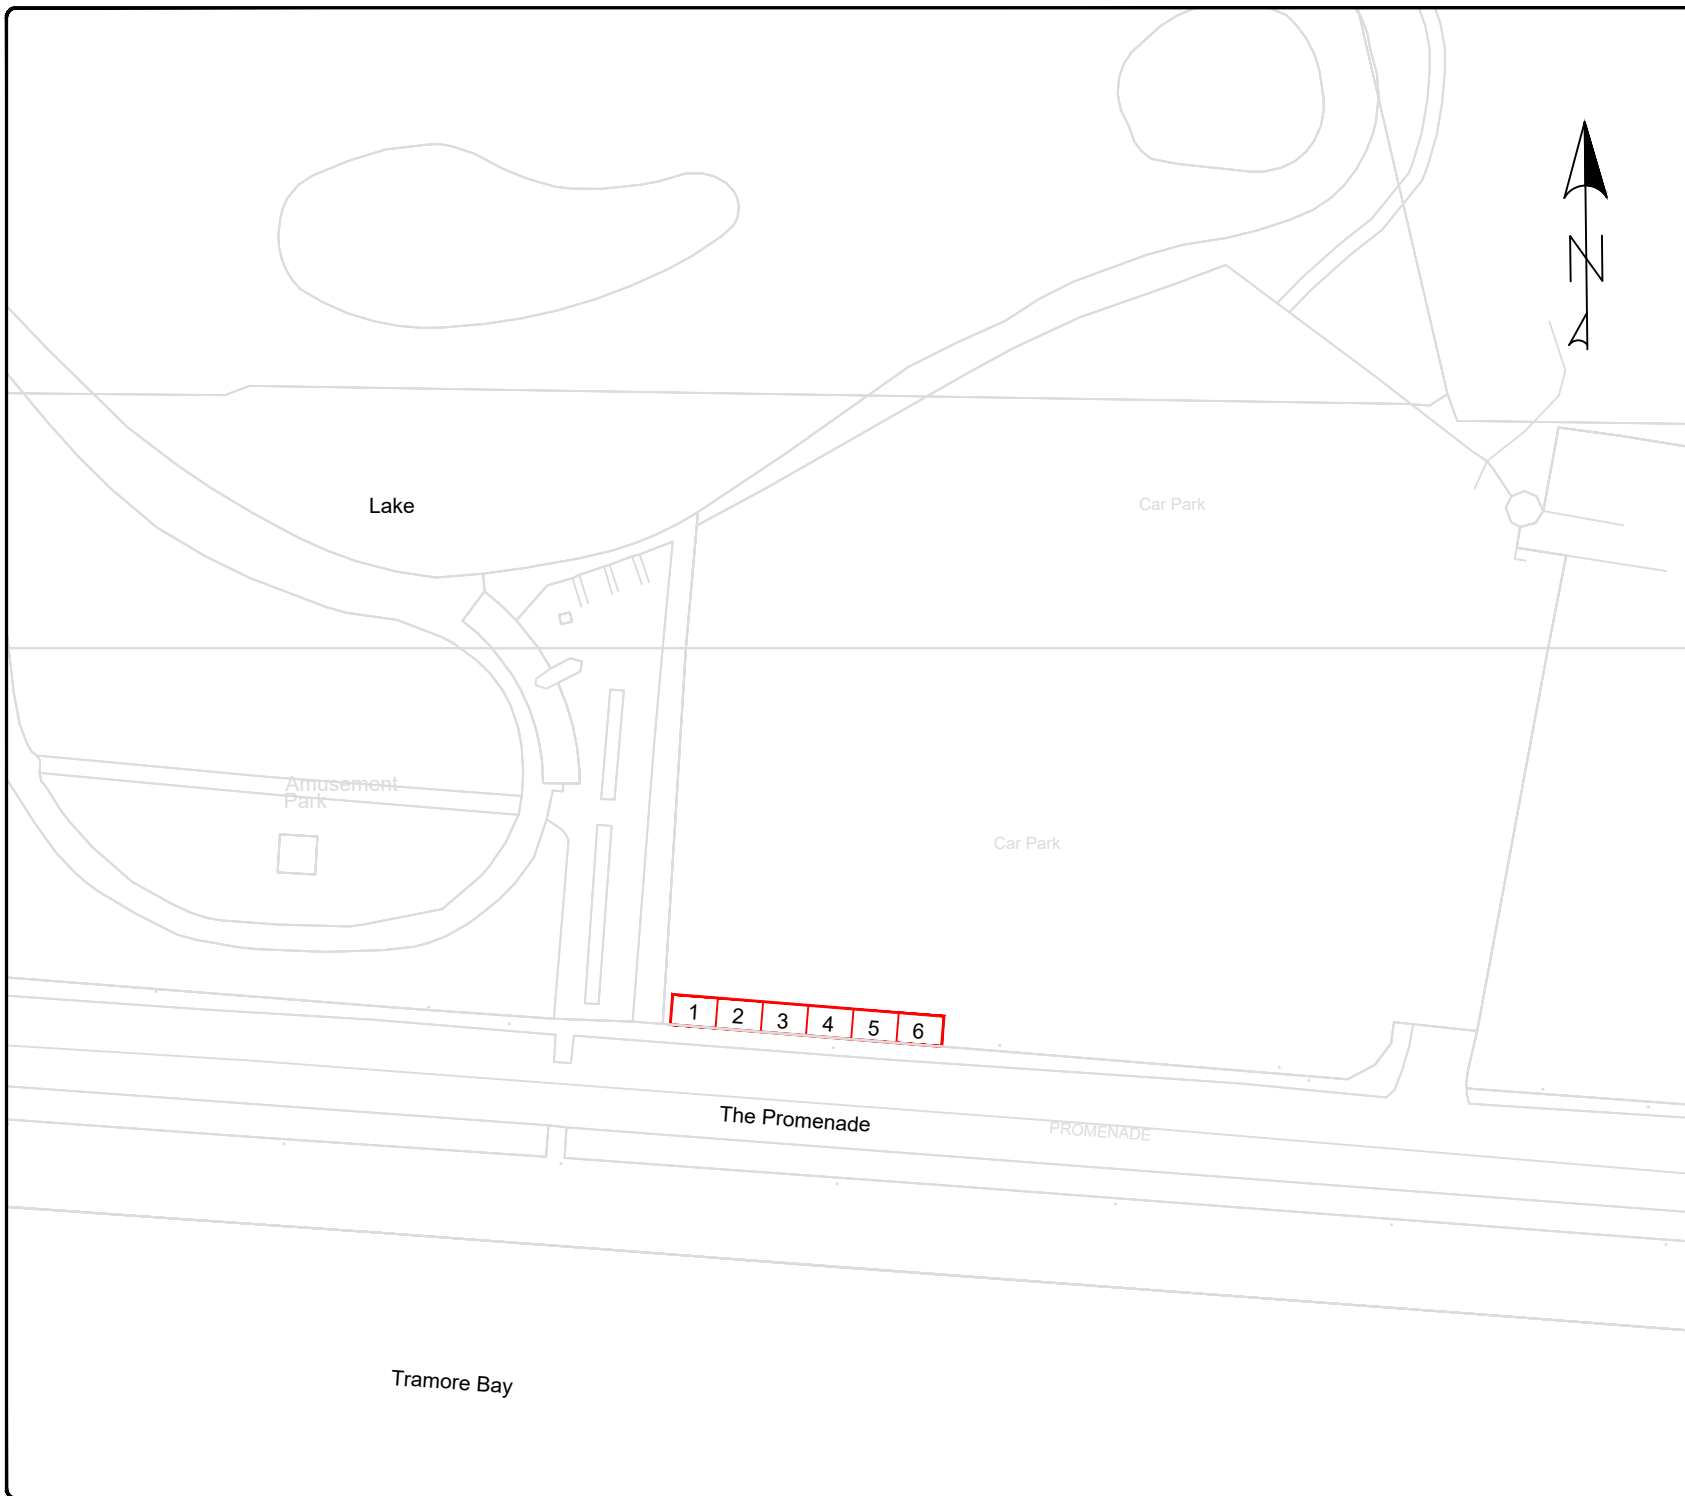 N
Lake
Car Park
Amusement
Park
Car Park
1 2 3 4 5 6
The Promenade
PROMENADE
Tramore Bay